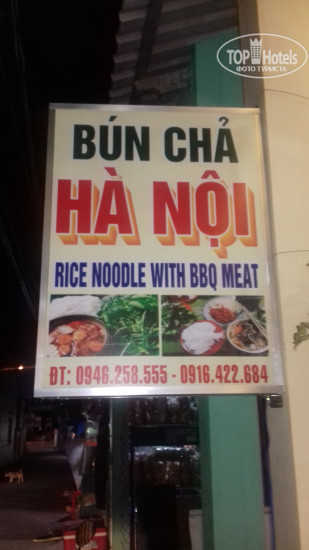 TOP Hotels
ФОТО ТУРИСТА
BÚN CHẢ
HÀ NỘI
RICE NOODLE WITH BBQ MEAT
ĐT: 0946.258.555 - 0916.422.684